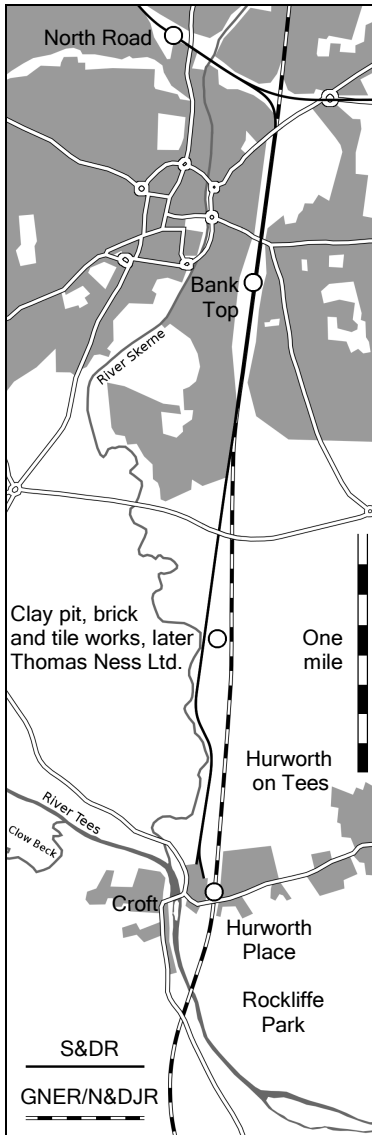 North Road
Bank
Top
River Skerne
Clay pit, brick
and tile works, later
Thomas Ness Ltd.
One
mile
Hurworth
on Tees
River Tees
Clow Beck
Croft
Hurworth
Place
Rockliffe
Park
S&DR
GNER/N&DJR